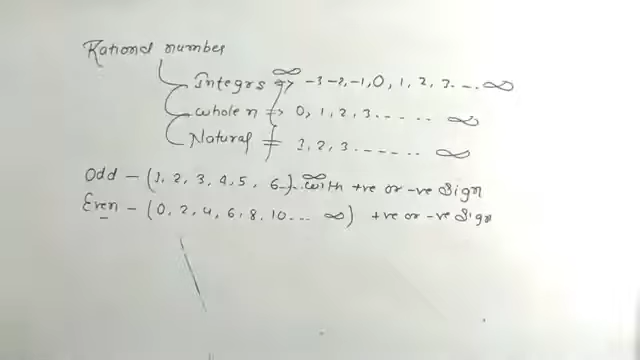 Rational number
Integrs => ∞ -3 -2, -1, 0, 1, 2, 3. -.. ∞
whole n => 0, 1, 2, 3. . . . . . ∞
Natural = 1, 2, 3 - - - - . . . ∞
Odd - (1, 2, 3, 4, 5, 6..) ∞ with +ve or -ve Sign
Even - (0, 2, 4, 6, 8, 10... ∞) +ve or -ve Sign